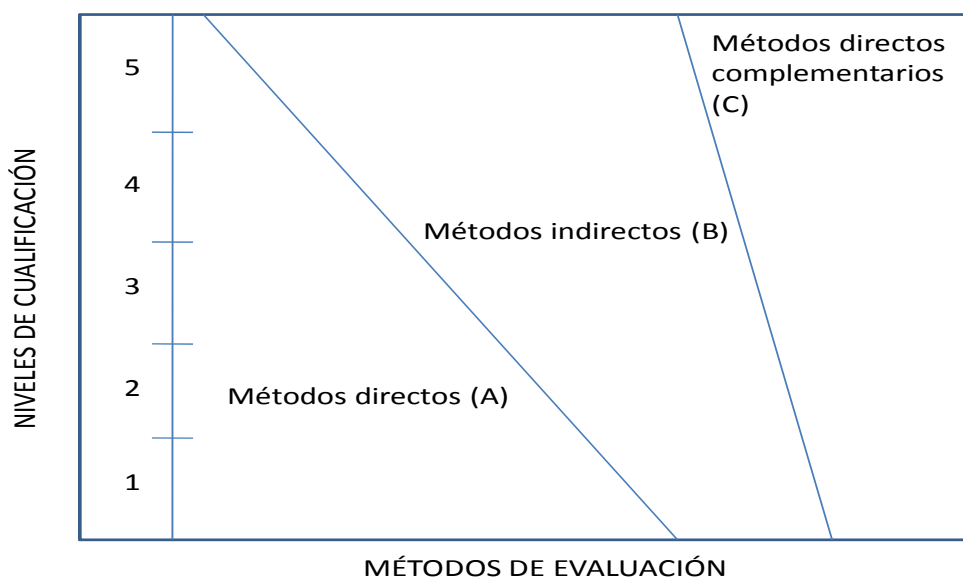 NIVELES DE CUALIFICACIÓN
5
4
3
2
1
Métodos directos
complementarios
(C)
Métodos indirectos (B)
Métodos directos (A)
MÉTODOS DE EVALUACIÓN